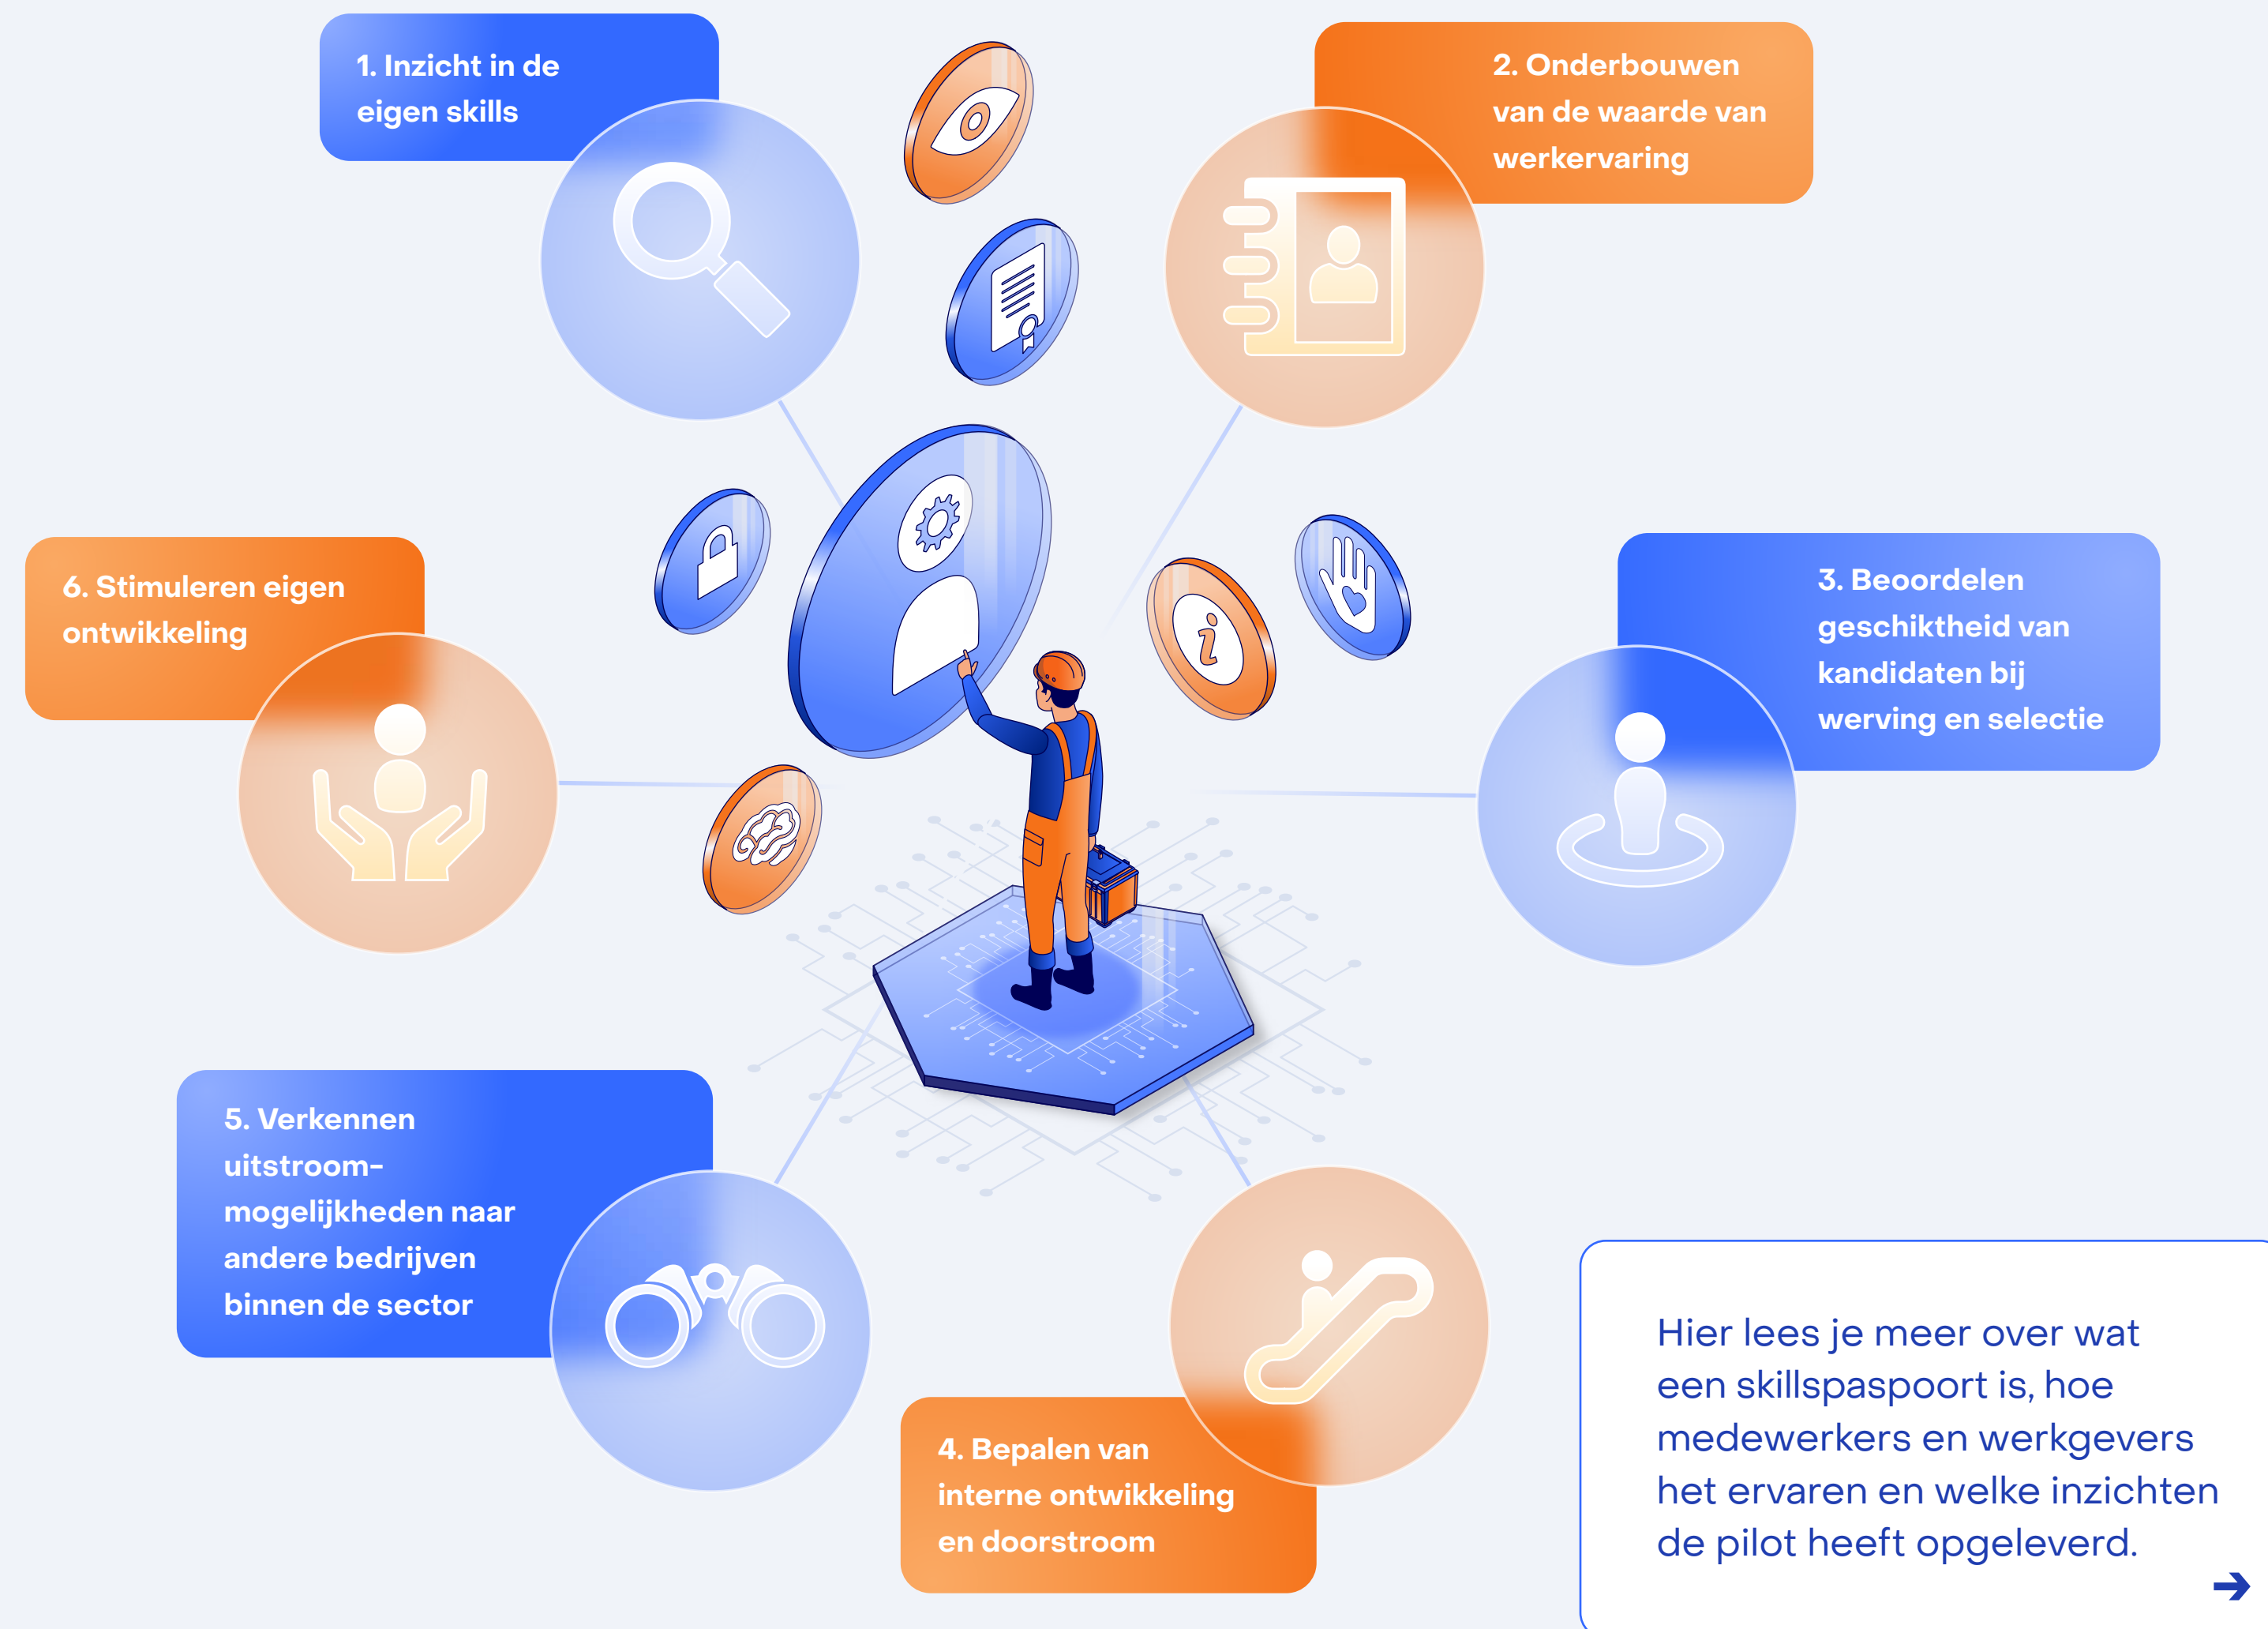 1. Inzicht in de
eigen skills
2. Onderbouwen
van de waarde van
werkervaring
3. Beoordelen
geschiktheid van
kandidaten bij
werving en selectie
4. Bepalen van
interne ontwikkeling
en doorstroom
5. Verkennen
uitstroom-
mogelijkheden naar
andere bedrijven
binnen de sector
6. Stimuleren eigen
ontwikkeling
i
Hier lees je meer over wat
een skillspaspoort is, hoe
medewerkers en werkgevers
het ervaren en welke inzichten
de pilot heeft opgeleverd.